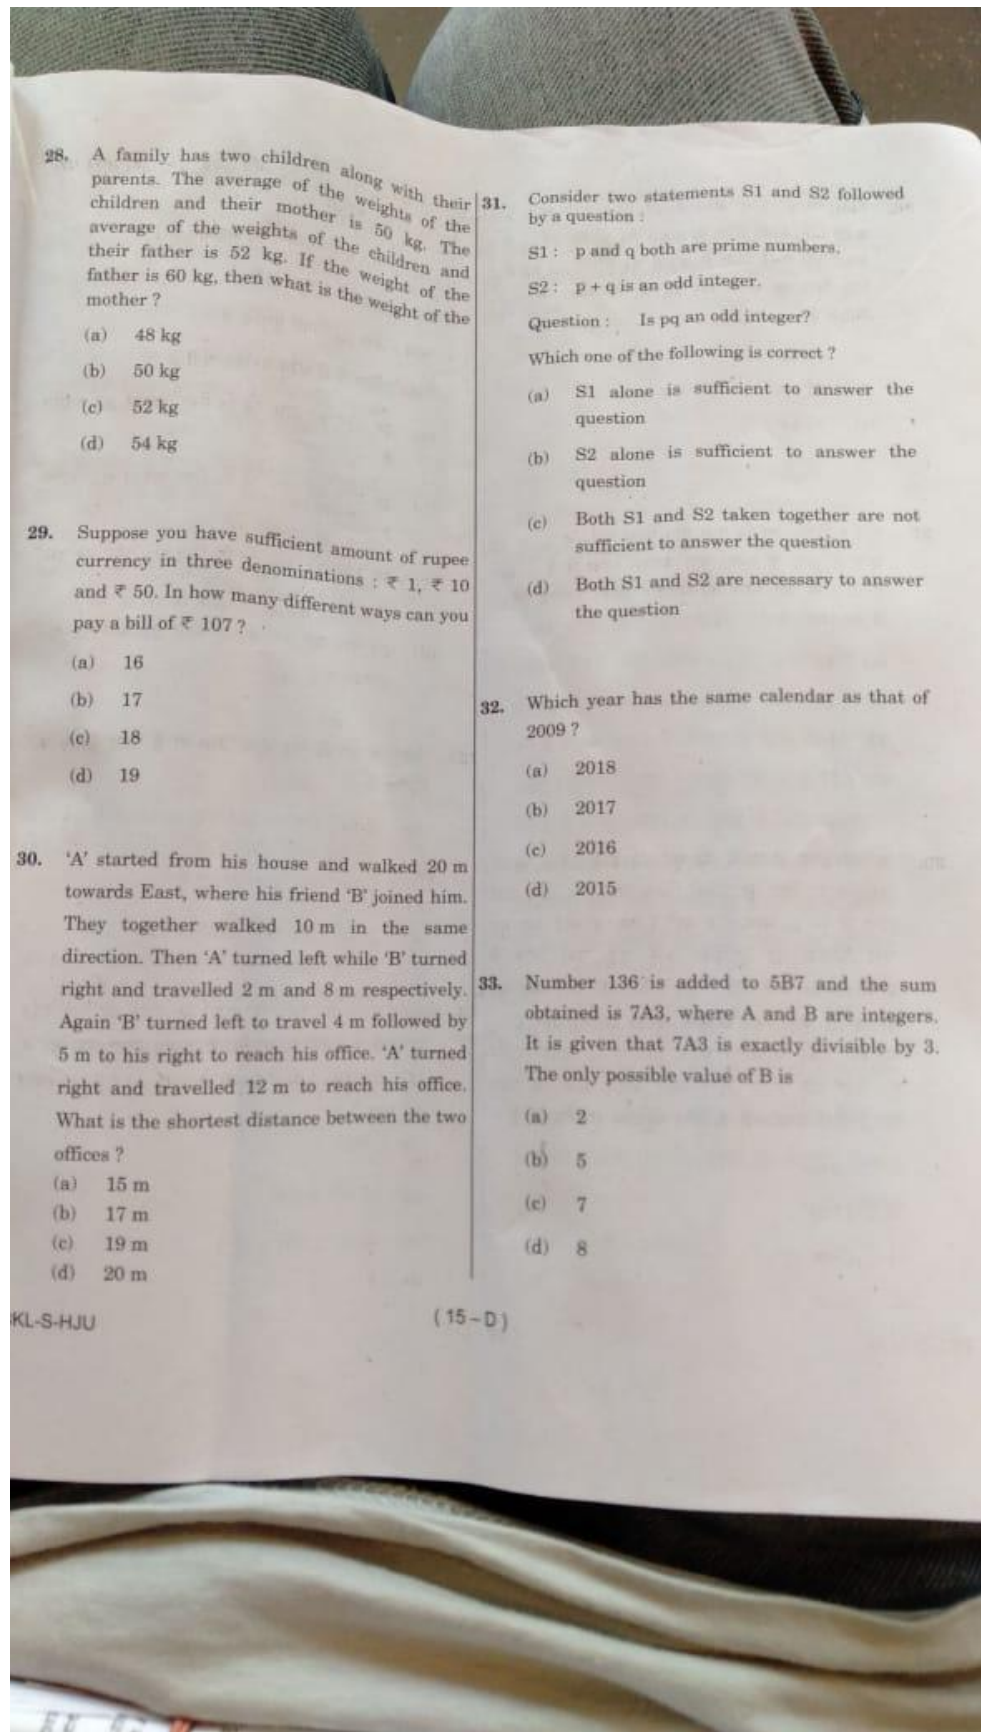 28. A family has two children along with their
parents. The average of the weights of the
children and their mother is 50 kg. The
average of the weights of the children and
their father is 52 kg. If the weight of the
father is 60 kg, then what is the weight of the
mother ?
(a) 48 kg
(b) 50 kg
(c) 52 kg
(d) 54 kg
29. Suppose you have sufficient amount of rupee
currency in three denominations : ₹ 1, ₹ 10
and ₹ 50. In how many different ways can you
pay a bill of ₹ 107 ?
(a) 16
(b) 17
(c) 18
(d) 19
30. 'A' started from his house and walked 20 m
towards East, where his friend 'B' joined him.
They together walked 10 m in the same
direction. Then 'A' turned left while 'B' turned
right and travelled 2 m and 8 m respectively.
Again 'B' turned left to travel 4 m followed by
5 m to his right to reach his office. 'A' turned
right and travelled 12 m to reach his office.
What is the shortest distance between the two
offices ?
(a) 15 m
(b) 17 m
(c) 19 m
(d) 20 m
31. Consider two statements S1 and S2 followed
by a question :
S1 : p and q both are prime numbers.
S2 : p + q is an odd integer.
Question : Is pq an odd integer?
Which one of the following is correct ?
(a) S1 alone is sufficient to answer the
question
(b) S2 alone is sufficient to answer the
question
(c) Both S1 and S2 taken together are not
sufficient to answer the question
(d) Both S1 and S2 are necessary to answer
the question
32. Which year has the same calendar as that of
2009 ?
(a) 2018
(b) 2017
(c) 2016
(d) 2015
33. Number 136 is added to 5B7 and the sum
obtained is 7A3, where A and B are integers.
It is given that 7A3 is exactly divisible by 3.
The only possible value of B is
(a) 2
(b) 5
(c) 7
(d) 8
KL-S-HJU
( 15 – D )